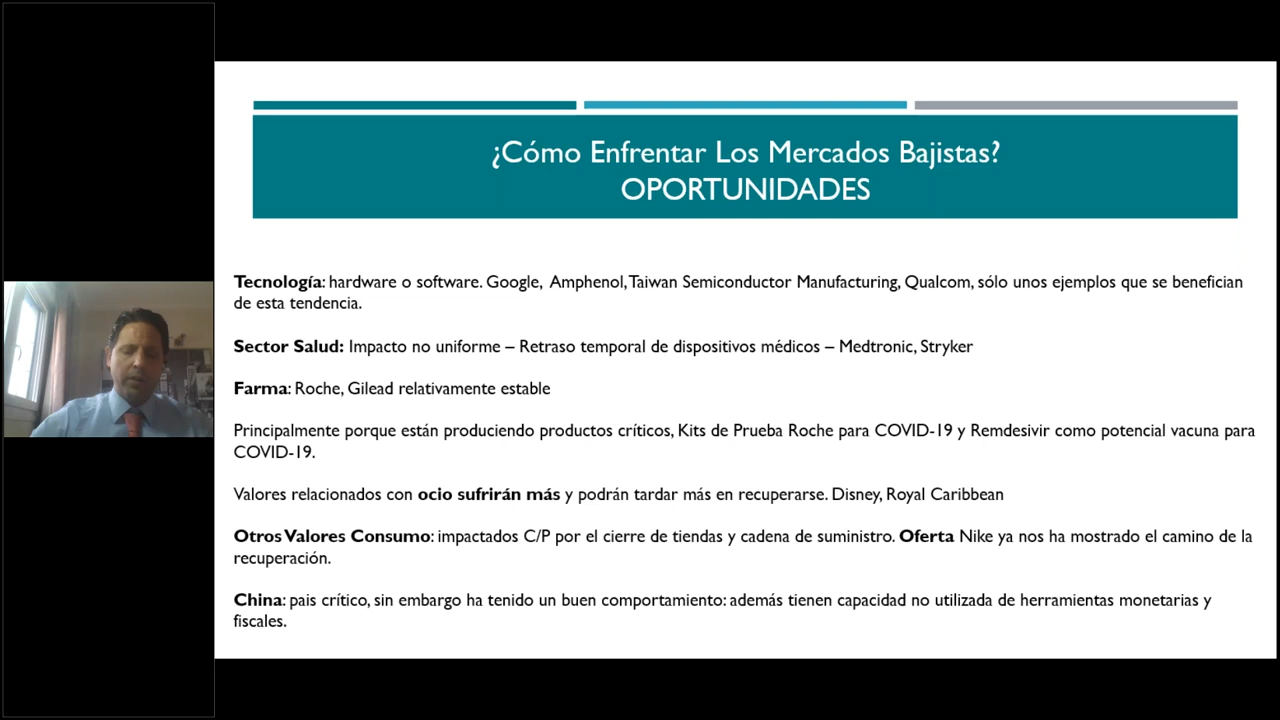 ¿Cómo Enfrentar Los Mercados Bajistas?
OPORTUNIDADES
Tecnología: hardware o software. Google, Amphenol, Taiwan Semiconductor Manufacturing, Qualcom, sólo unos ejemplos que se benefician
de esta tendencia.
Sector Salud: Impacto no uniforme – Retraso temporal de dispositivos médicos – Medtronic, Stryker
Farma: Roche, Gilead relativamente estable
Principalmente porque están produciendo productos críticos, Kits de Prueba Roche para COVID-19 y Remdesivir como potencial vacuna para
COVID-19.
Valores relacionados con ocio sufrirán más y podrán tardar más en recuperarse. Disney, Royal Caribbean
Otros Valores Consumo: impactados C/P por el cierre de tiendas y cadena de suministro. Oferta Nike ya nos ha mostrado el camino de la
recuperación.
China: pais crítico, sin embargo ha tenido un buen comportamiento: además tienen capacidad no utilizada de herramientas monetarias y
fiscales.